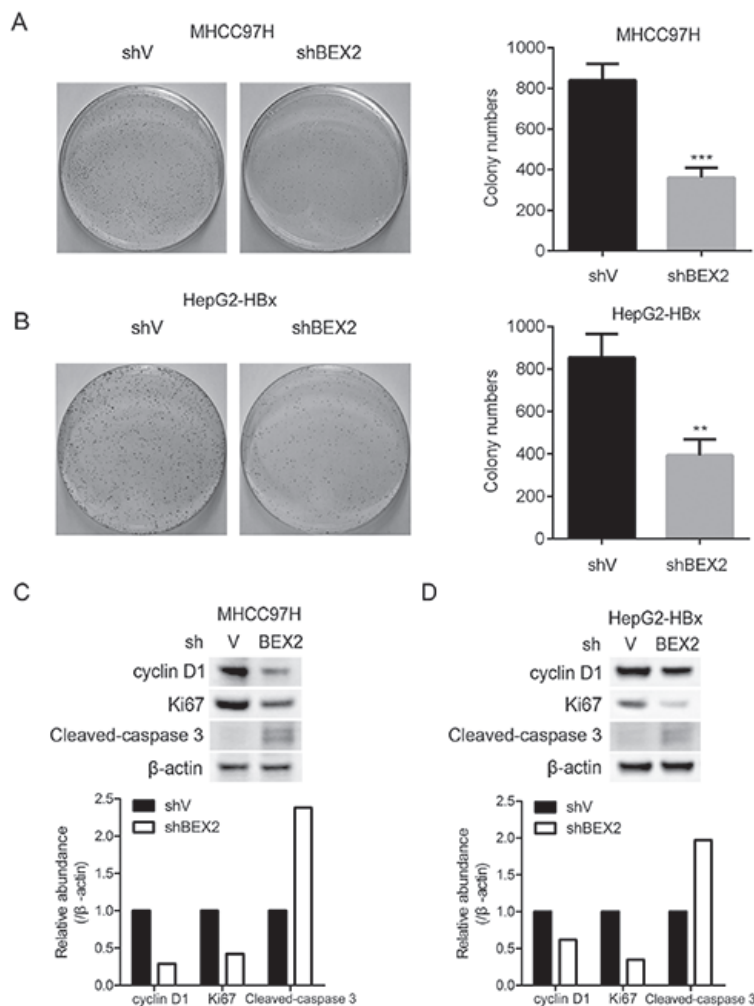 A
MHCC97H
shV shBEX2
MHCC97H
Colony numbers
1000
800
600
400
200
0
***
shV shBEX2
B
HepG2-HBx
shV shBEX2
HepG2-HBx
Colony numbers
1000
800
600
400
200
0
**
shV shBEX2
C
MHCC97H
sh V BEX2
cyclin D1
Ki67
Cleaved-caspase 3
β-actin
Relative abundance
(/β -actin)
2.5
2.0
1.5
1.0
0.5
0.0
shV
shBEX2
cyclin D1 Ki67 Cleaved-caspase 3
D
HepG2-HBx
sh V BEX2
cyclin D1
Ki67
Cleaved-caspase 3
β-actin
Relative abundance
(/β -actin)
2.5
2.0
1.5
1.0
0.5
0.0
shV
shBEX2
cyclin D1 Ki67 Cleaved-caspase 3